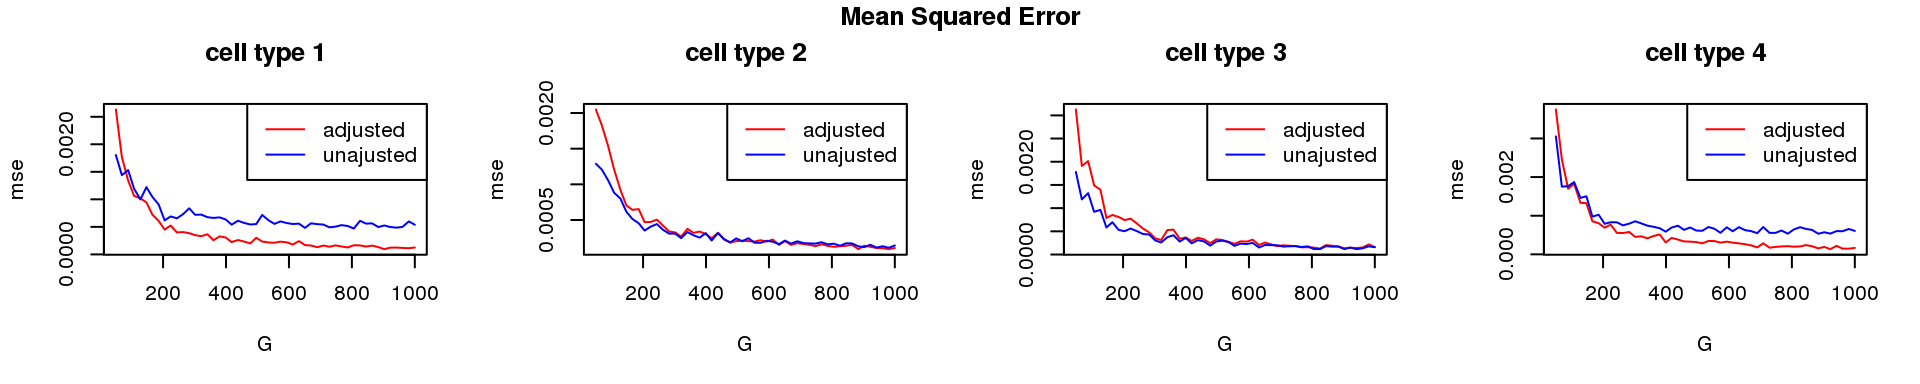 Mean Squared Error
cell type 1
mse
0.0000 0.0020
adjusted
unajusted
200 400 600 800 1000
G
cell type 2
mse
0.0005 0.0020
adjusted
unajusted
200 400 600 800 1000
G
cell type 3
mse
0.0000 0.0020
adjusted
unajusted
200 400 600 800 1000
G
cell type 4
mse
0.000 0.002
adjusted
unajusted
200 400 600 800 1000
G